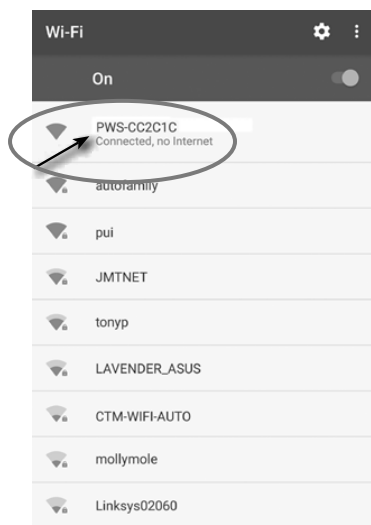 Wi-Fi
On
PWS-CC2C1C
Connected, no Internet
autofamily
pui
JMTNET
tonyp
LAVENDER_ASUS
CTM-WIFI-AUTO
mollymole
Linksys02060